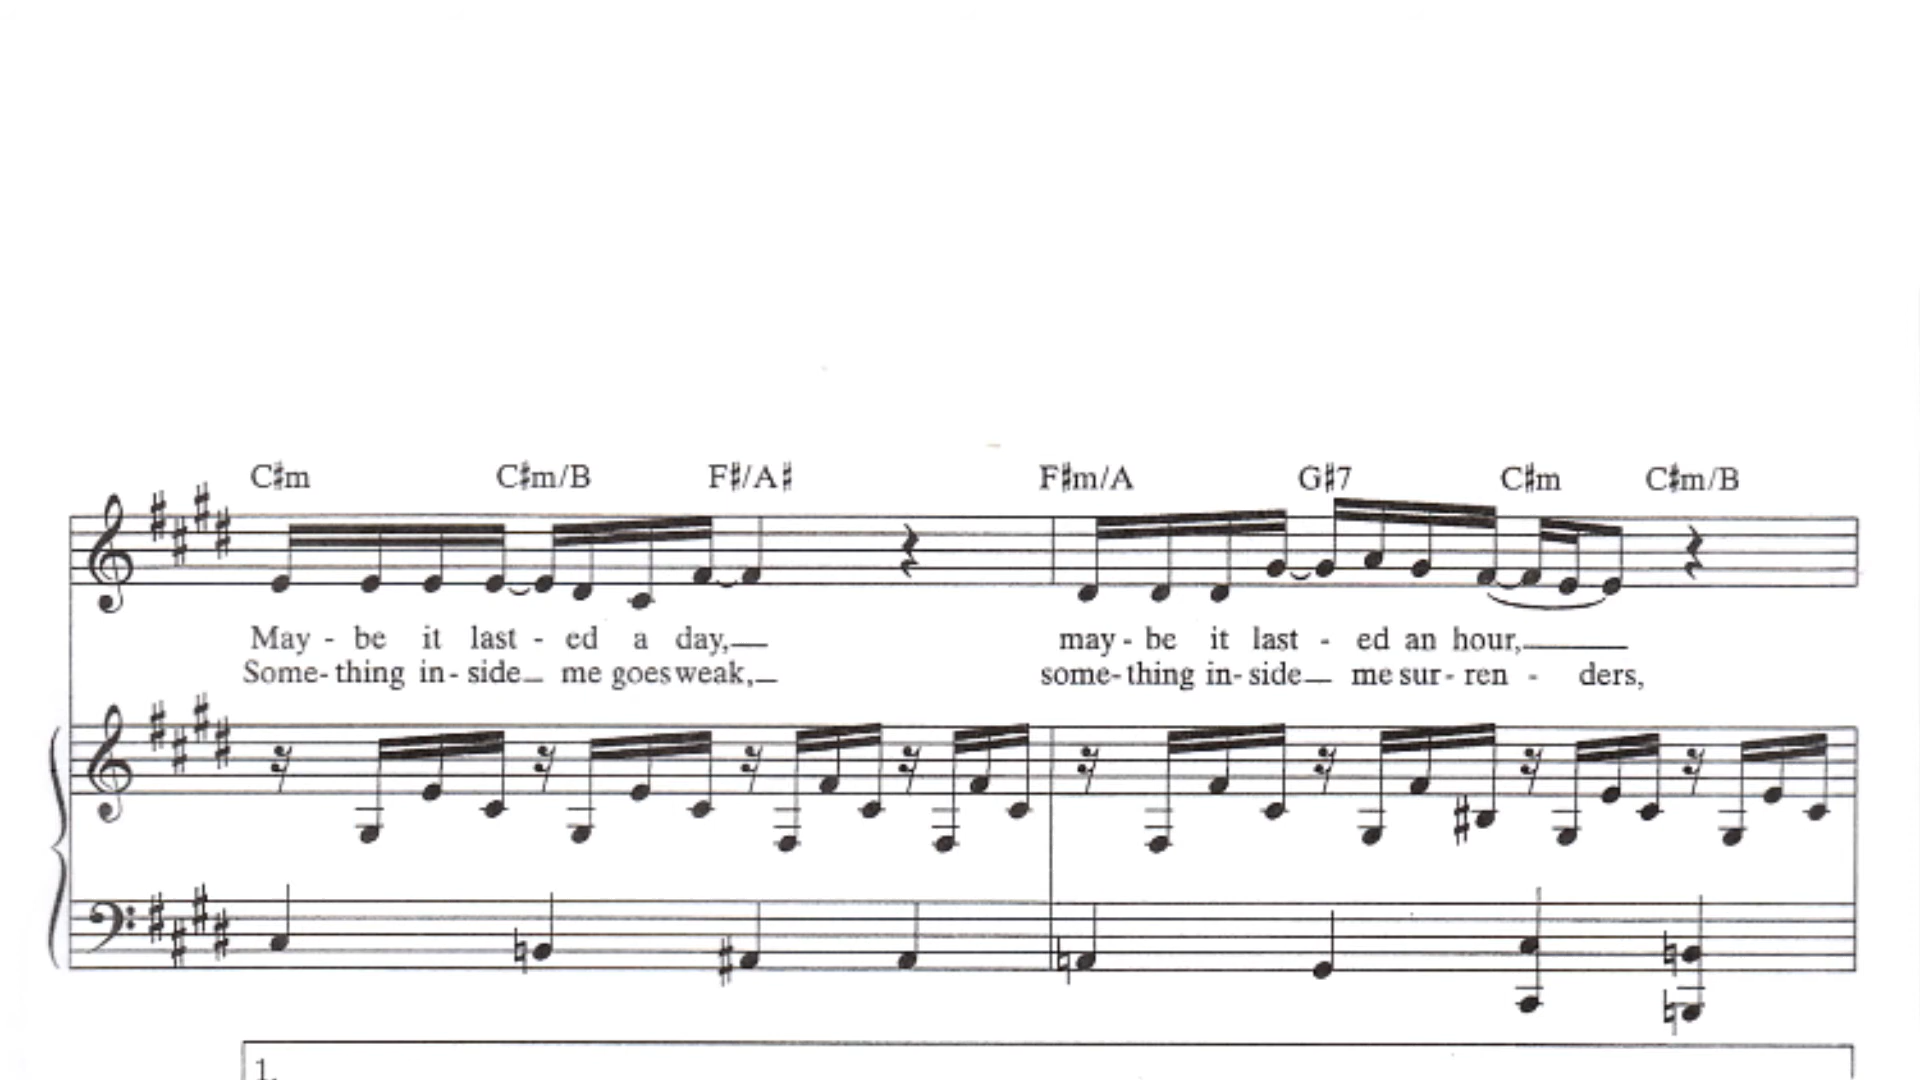 C♯m C♯m/B F♯/A♯ F♯m/A G♯7 C♯m C♯m/B
May - be it last - ed a day, may - be it last - ed an hour,
Some- thing in- side me goes weak, some- thing in- side me sur- ren - ders,
1.